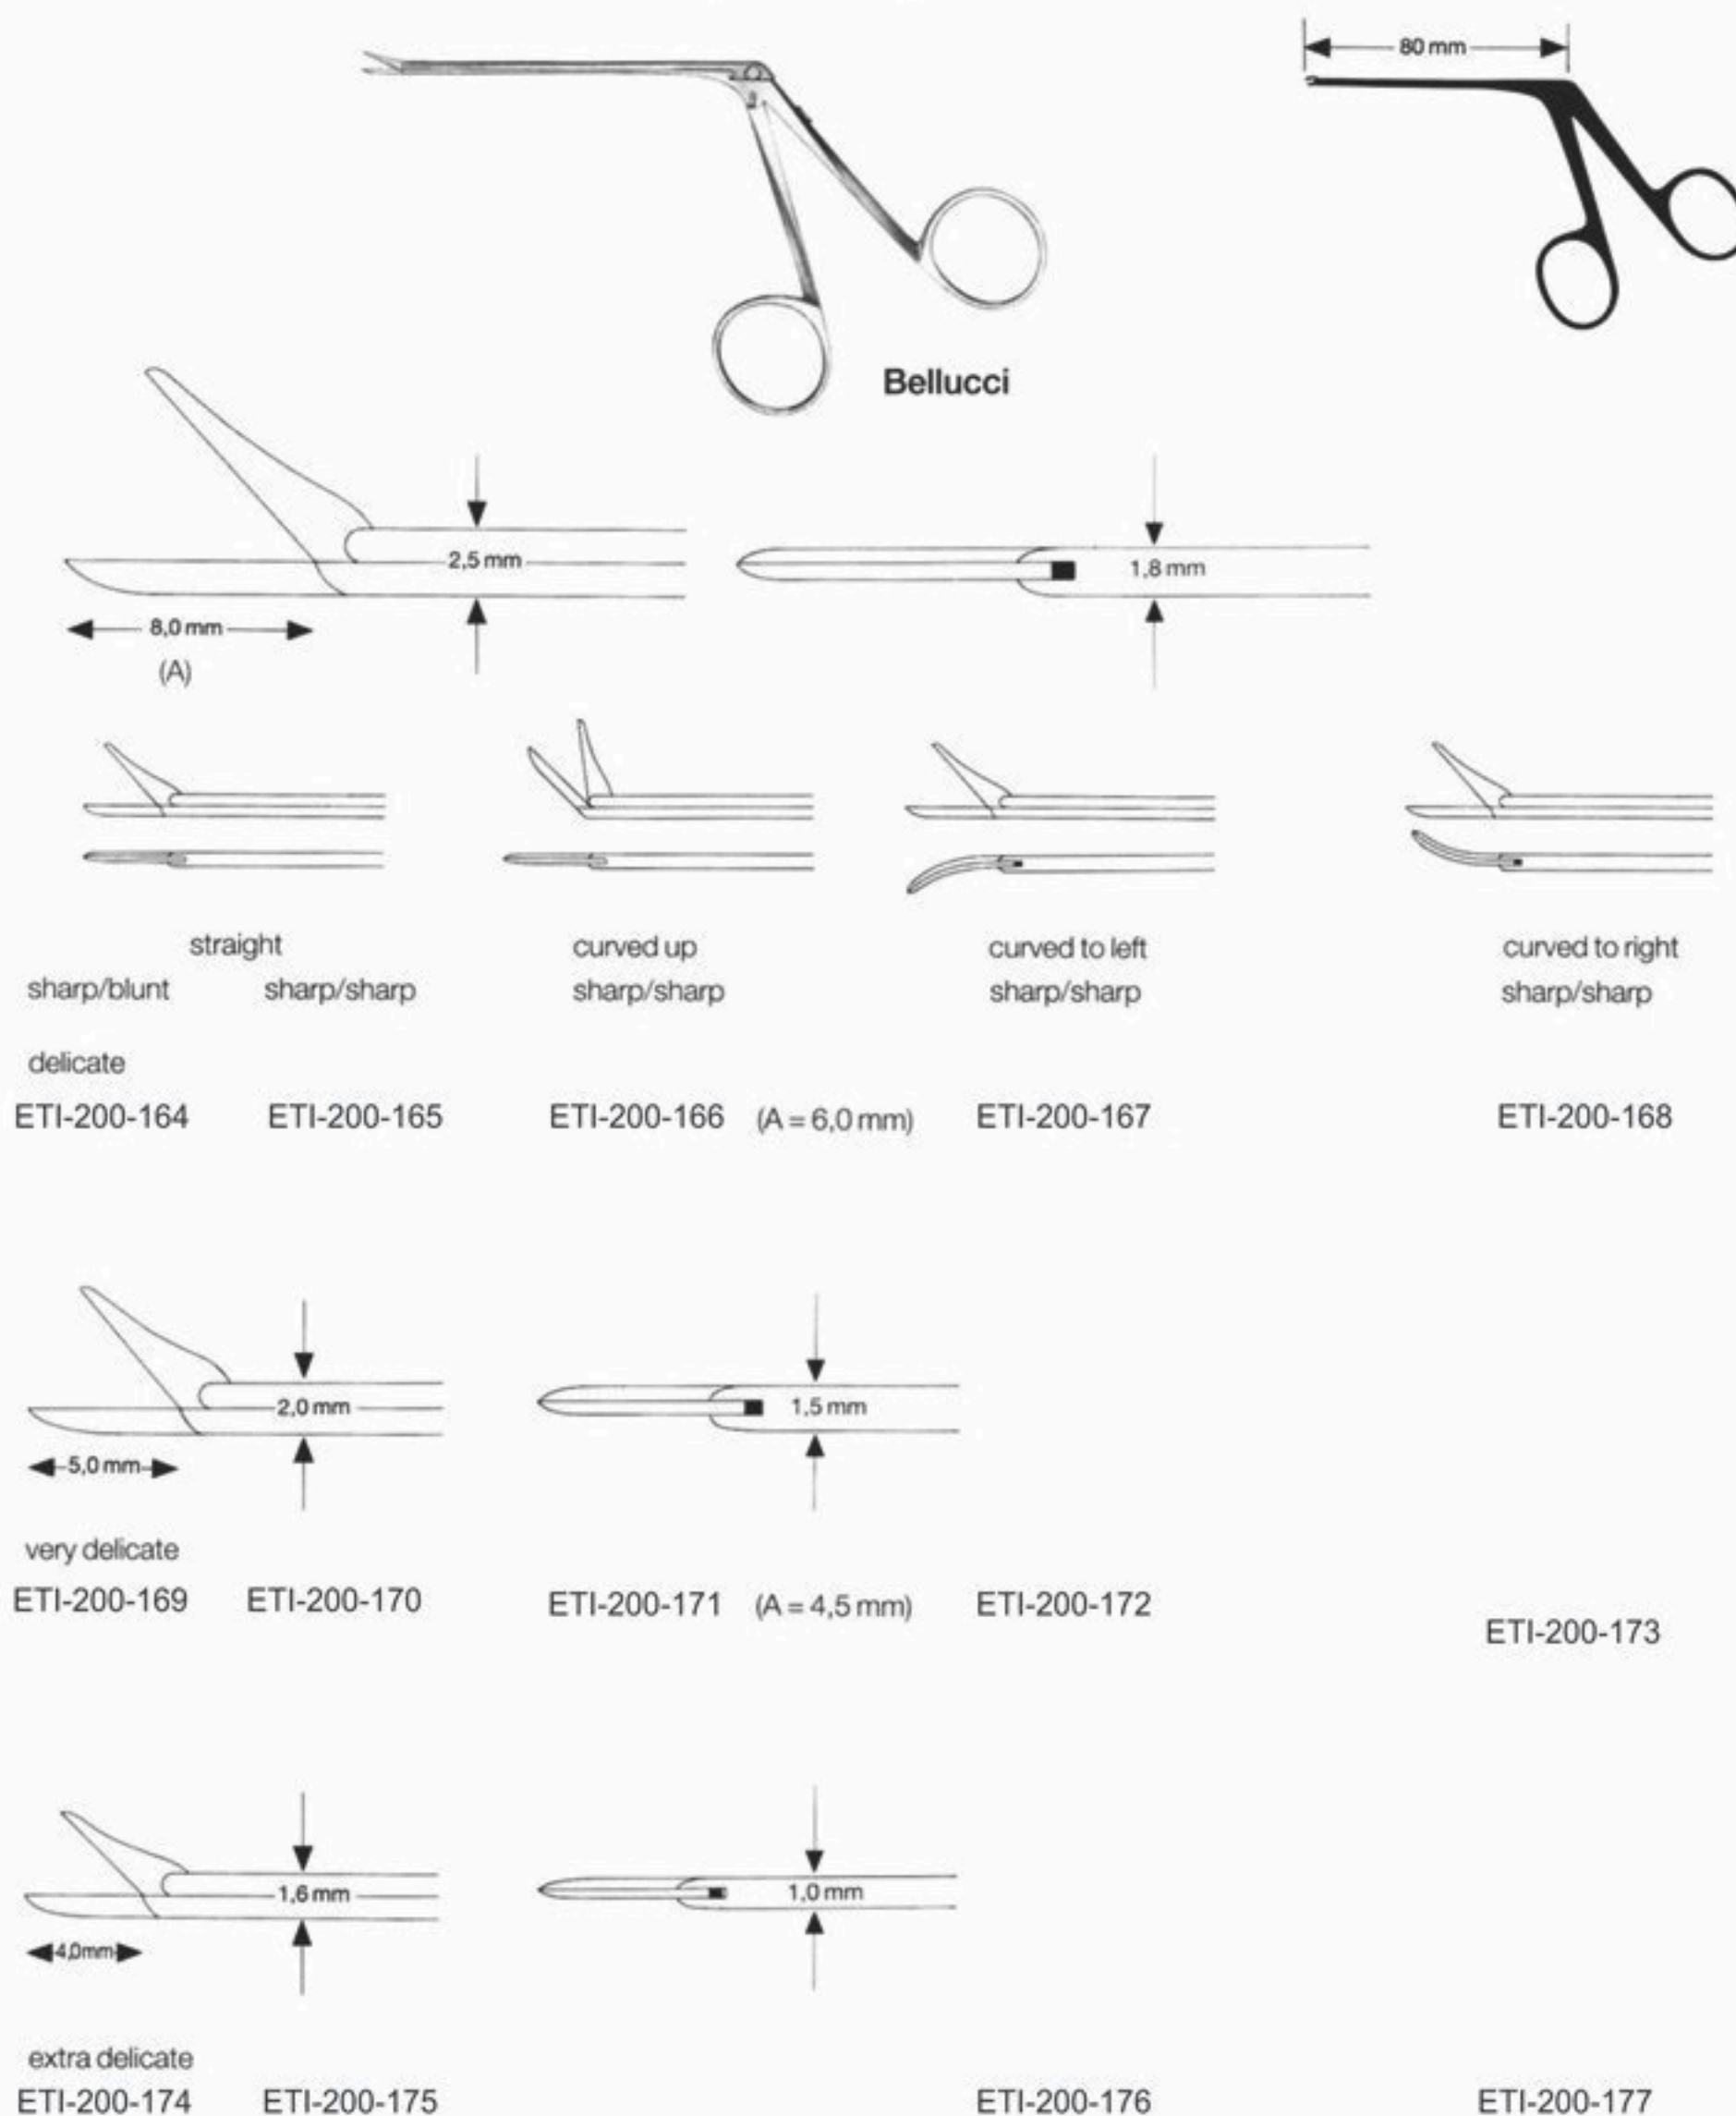 80 mm
Bellucci
2,5 mm
1,8 mm
8,0 mm
(A)
straight
curved up
curved to left
curved to right
sharp/blunt sharp/sharp sharp/sharp sharp/sharp sharp/sharp
delicate
ETI-200-164 ETI-200-165 ETI-200-166 (A = 6,0 mm) ETI-200-167 ETI-200-168
2,0 mm
1,5 mm
5,0 mm
very delicate
ETI-200-169 ETI-200-170 ETI-200-171 (A = 4,5 mm) ETI-200-172
ETI-200-173
1,6 mm
1,0 mm
4,0mm
extra delicate
ETI-200-174 ETI-200-175 ETI-200-176 ETI-200-177